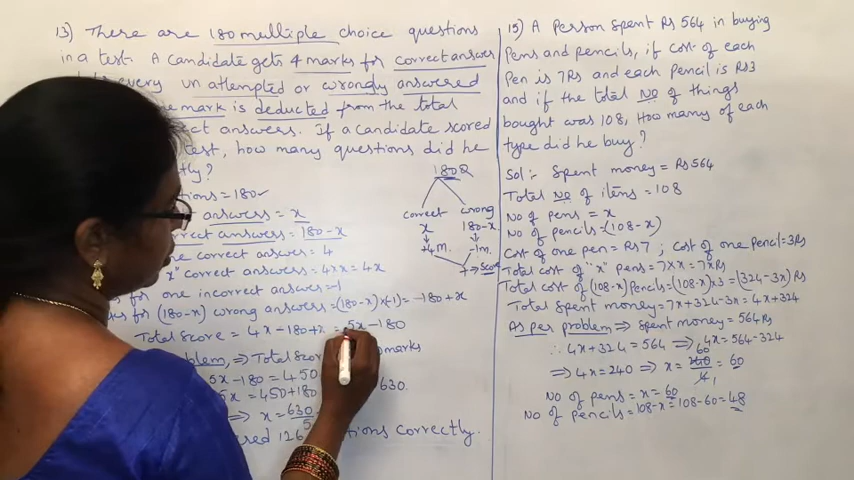 13) There are 180 multiple choice questions
in a test. A candidate gets 4 marks for correct answer
every un attempted or wrongly answered
mark is deducted from the total
answers. If a candidate scored
test, how many questions did he
?
180Q
correct wrong
x 180-x
↓ ↓
+4m. -1m.
→ Score
= 180
answers = x
answers = 180-x
one correct answer = 4
"x" correct answers = 4×x = 4x
for one incorrect answer = -1
for (180-x) wrong answers = (180-x)×(-1) = -180+x
Total score = 4x-180+x = 5x-180
⇒ Total marks
5x-180 = 450
5x = 450+180 630.
⇒ x = 630
5
126 correctly.
15) A Person Spent Rs 564 in buying
Pens and pencils, if cost of each
Pen is 7Rs and each Pencil is Rs3
and if the total No of things
bought was 108, How many of each
type did he buy?
Sol:- Spent money = Rs 564
Total No of items = 108
No of pens = x
No of pencils = (108-x)
Cost of one pen = Rs 7 ; Cost of one Pencil = 3Rs
Total cost of "x" pens = 7×x = 7xRs
Total cost of (108-x) Pencils = (108-x)×3 = (324-3x) Rs
Total Spent money = 7x+324-3x = 4x+324
As per problem ⇒ Spent money = 564 Rs
∴ 4x+324 = 564 ⇒ 4x = 564-324
⇒ 4x = 240 ⇒ x = 240/4 = 60
No of pens = x = 60
No of pencils = 108-x = 108-60 = 48